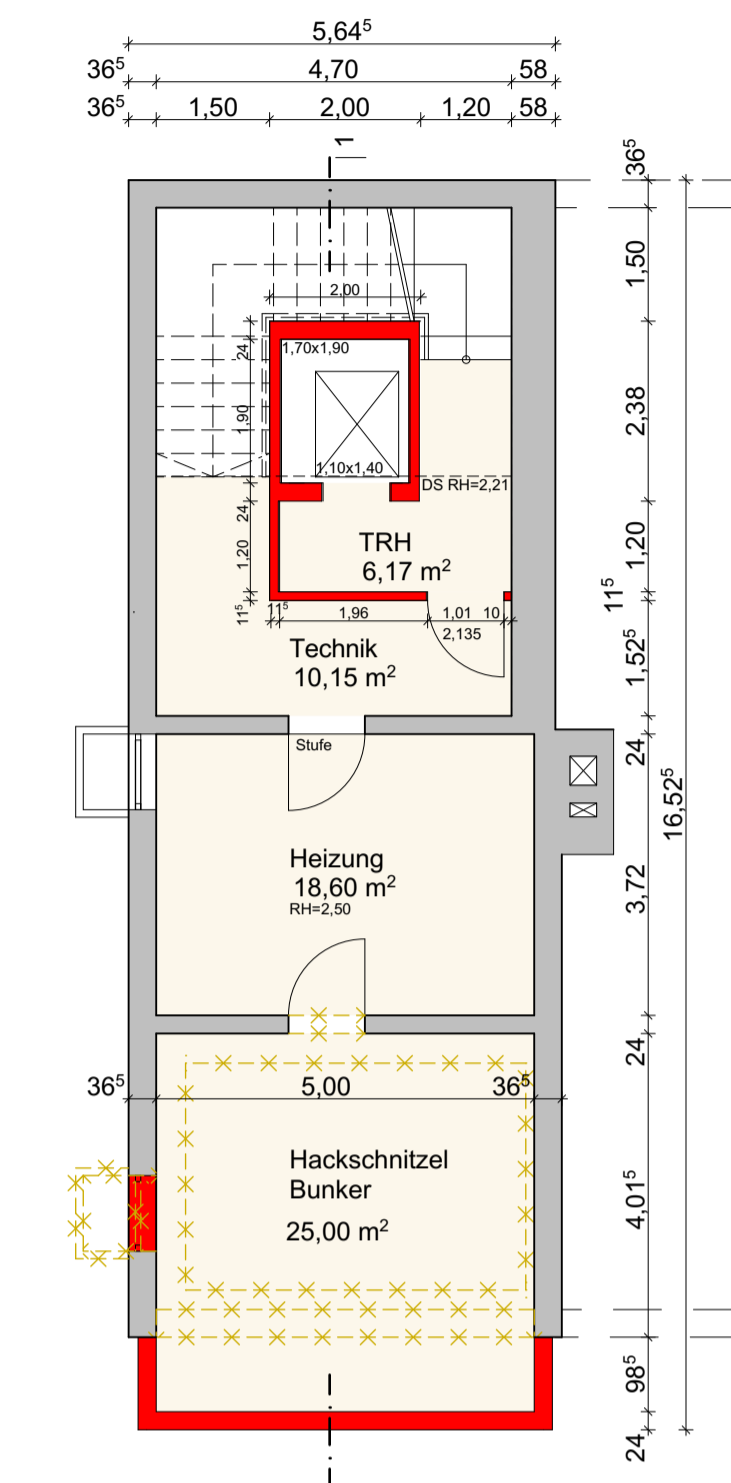 5,64⁵
36⁵ 4,70 58
36⁵ 1,50 2,00 1,20 58
1
36⁵
1,50
2,00
24
1,70x1,90
2,38
1,90
1,10x1,40
DS RH=2,21
24
TRH
6,17 m²
1,20
1,20
11⁵
11⁵
11⁵ 1,96 1,01 10
2,135
Technik
10,15 m²
1,52⁵
Stufe
24
16,52⁵
Heizung
18,60 m²
RH=2,50
3,72
24
36⁵ 5,00 36⁵
Hackschnitzel
Bunker
25,00 m²
4,01⁵
98⁵
24